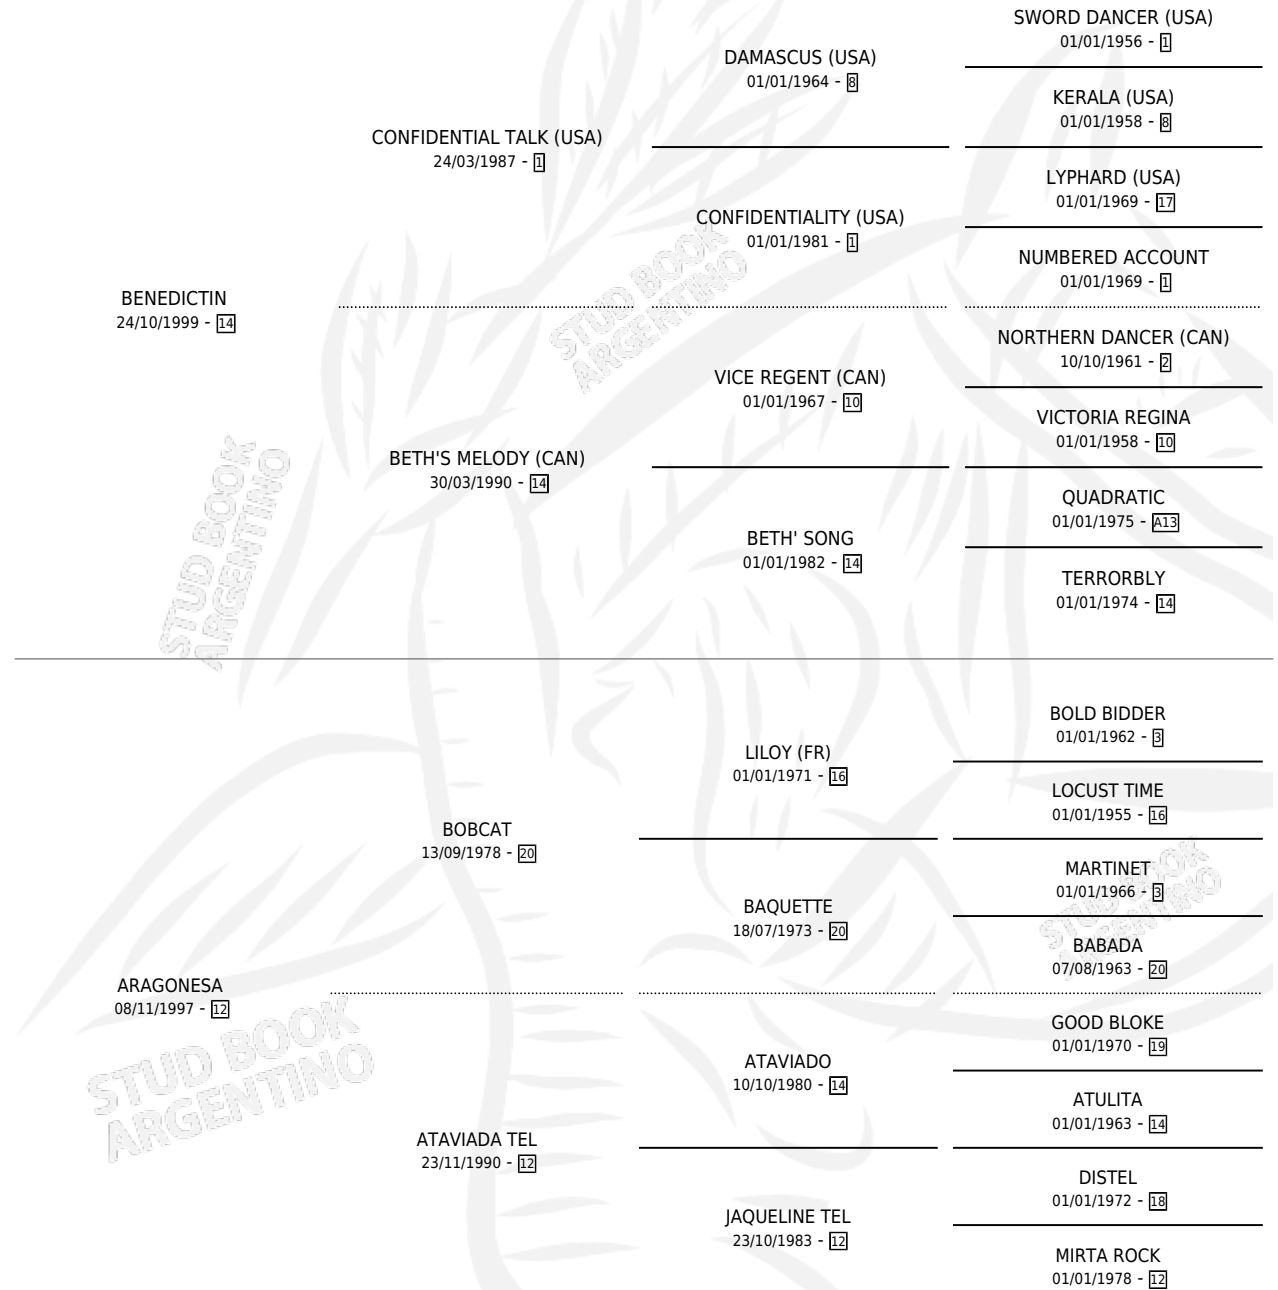 SWORD DANCER (USA)
01/01/1956 - 1
DAMASCUS (USA)
01/01/1964 - 8
KERALA (USA)
01/01/1958 - 8
CONFIDENTIAL TALK (USA)
24/03/1987 - 1
LYPHARD (USA)
01/01/1969 - 17
CONFIDENTIALITY (USA)
01/01/1981 - 1
NUMBERED ACCOUNT
01/01/1969 - 1
STUD BOOK
ARGENTINO
BENEDICTIN
24/10/1999 - 14
NORTHERN DANCER (CAN)
10/10/1961 - 2
VICE REGENT (CAN)
01/01/1967 - 10
VICTORIA REGINA
01/01/1958 - 10
BETH'S MELODY (CAN)
30/03/1990 - 14
QUADRATIC
01/01/1975 - A13
BETH' SONG
01/01/1982 - 14
TERRORBLY
01/01/1974 - 14
STUD BOOK
ARGENTINO
BOLD BIDDER
01/01/1962 - 3
LILOY (FR)
01/01/1971 - 16
LOCUST TIME
01/01/1955 - 16
BOBCAT
13/09/1978 - 20
MARTINET
01/01/1966 - 3
BAQUETTE
18/07/1973 - 20
BABADA
07/08/1963 - 20
STUD BOOK
ARGENTINO
ARAGONESA
08/11/1997 - 12
GOOD BLOKE
01/01/1970 - 19
ATAVIADO
10/10/1980 - 14
ATULITA
01/01/1963 - 14
STUD BOOK
ARGENTINO
ATAVIADA TEL
23/11/1990 - 12
DISTEL
01/01/1972 - 18
JAQUELINE TEL
23/10/1983 - 12
MIRTA ROCK
01/01/1978 - 12